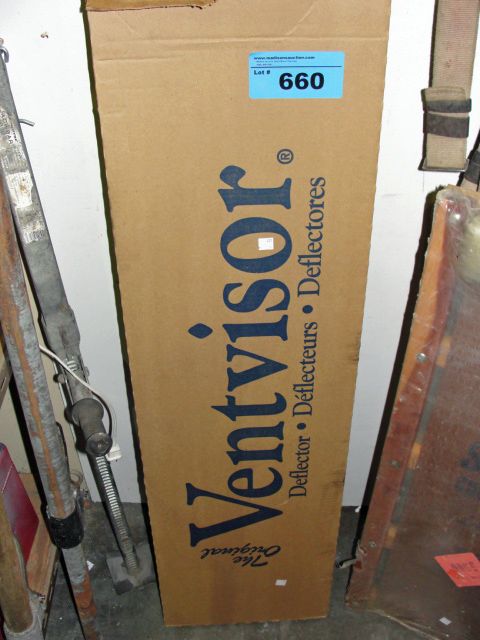 www.madisonsauction.com
Lot # 660
The
Original
Ventvisor®
Deflector • Déflecteurs • Deflectores